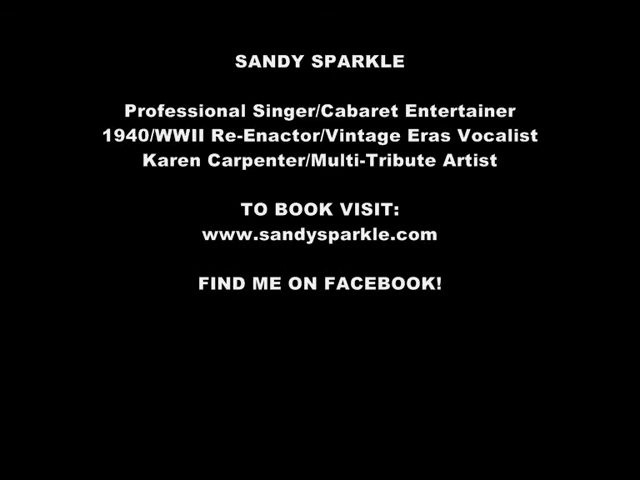 SANDY SPARKLE
Professional Singer/Cabaret Entertainer
1940/WWII Re-Enactor/Vintage Eras Vocalist
Karen Carpenter/Multi-Tribute Artist
TO BOOK VISIT:
www.sandysparkle.com
FIND ME ON FACEBOOK!